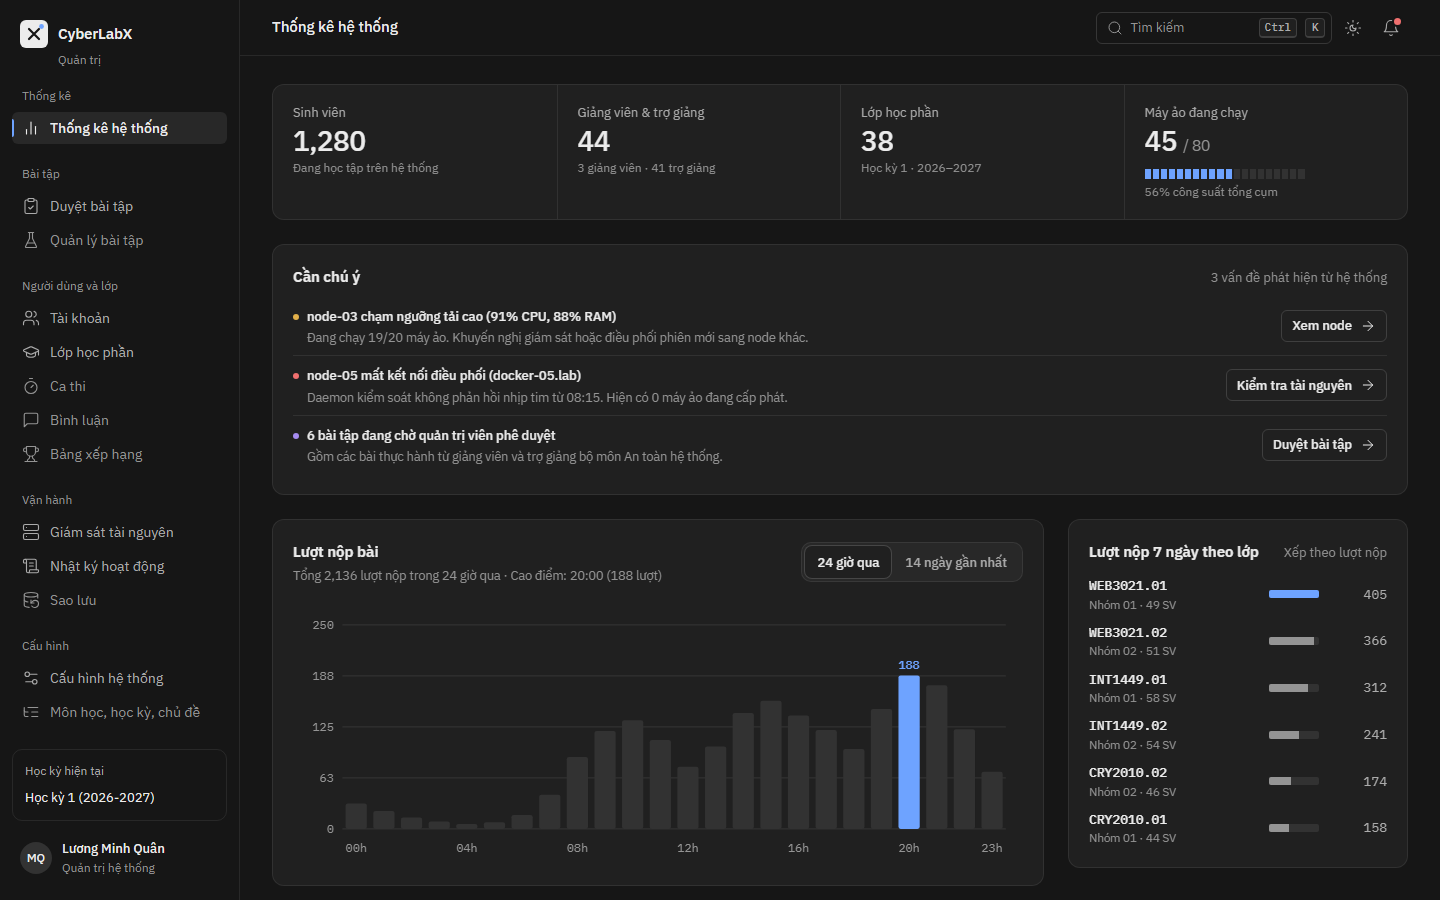 CyberLabX
Quản trị
Thống kê
Thống kê hệ thống
Bài tập
Duyệt bài tập
Quản lý bài tập
Người dùng và lớp
Tài khoản
Lớp học phần
Ca thi
Bình luận
Bảng xếp hạng
Vận hành
Giám sát tài nguyên
Nhật ký hoạt động
Sao lưu
Cấu hình
Cấu hình hệ thống
Môn học, học kỳ, chủ đề
Học kỳ hiện tại
Học kỳ 1 (2026-2027)
MQ
Lương Minh Quân
Quản trị hệ thống
Thống kê hệ thống
Tìm kiếm Ctrl K
Sinh viên
1,280
Đang học tập trên hệ thống
Giảng viên & trợ giảng
44
3 giảng viên · 41 trợ giảng
Lớp học phần
38
Học kỳ 1 · 2026–2027
Máy ảo đang chạy
45 / 80
56% công suất tổng cụm
Cần chú ý
3 vấn đề phát hiện từ hệ thống
node-03 chạm ngưỡng tải cao (91% CPU, 88% RAM)
Đang chạy 19/20 máy ảo. Khuyến nghị giám sát hoặc điều phối phiên mới sang node khác.
Xem node
node-05 mất kết nối điều phối (docker-05.lab)
Daemon kiểm soát không phản hồi nhịp tim từ 08:15. Hiện có 0 máy ảo đang cấp phát.
Kiểm tra tài nguyên
6 bài tập đang chờ quản trị viên phê duyệt
Gồm các bài thực hành từ giảng viên và trợ giảng bộ môn An toàn hệ thống.
Duyệt bài tập
Lượt nộp bài
Tổng 2,136 lượt nộp trong 24 giờ qua · Cao điểm: 20:00 (188 lượt)
24 giờ qua
14 ngày gần nhất
250
188
125
63
0
188
00h 04h 08h 12h 16h 20h 23h
Lượt nộp 7 ngày theo lớp
Xếp theo lượt nộp
WEB3021.01
Nhóm 01 · 49 SV
405
WEB3021.02
Nhóm 02 · 51 SV
366
INT1449.01
Nhóm 01 · 58 SV
312
INT1449.02
Nhóm 02 · 54 SV
241
CRY2010.02
Nhóm 02 · 46 SV
174
CRY2010.01
Nhóm 01 · 44 SV
158